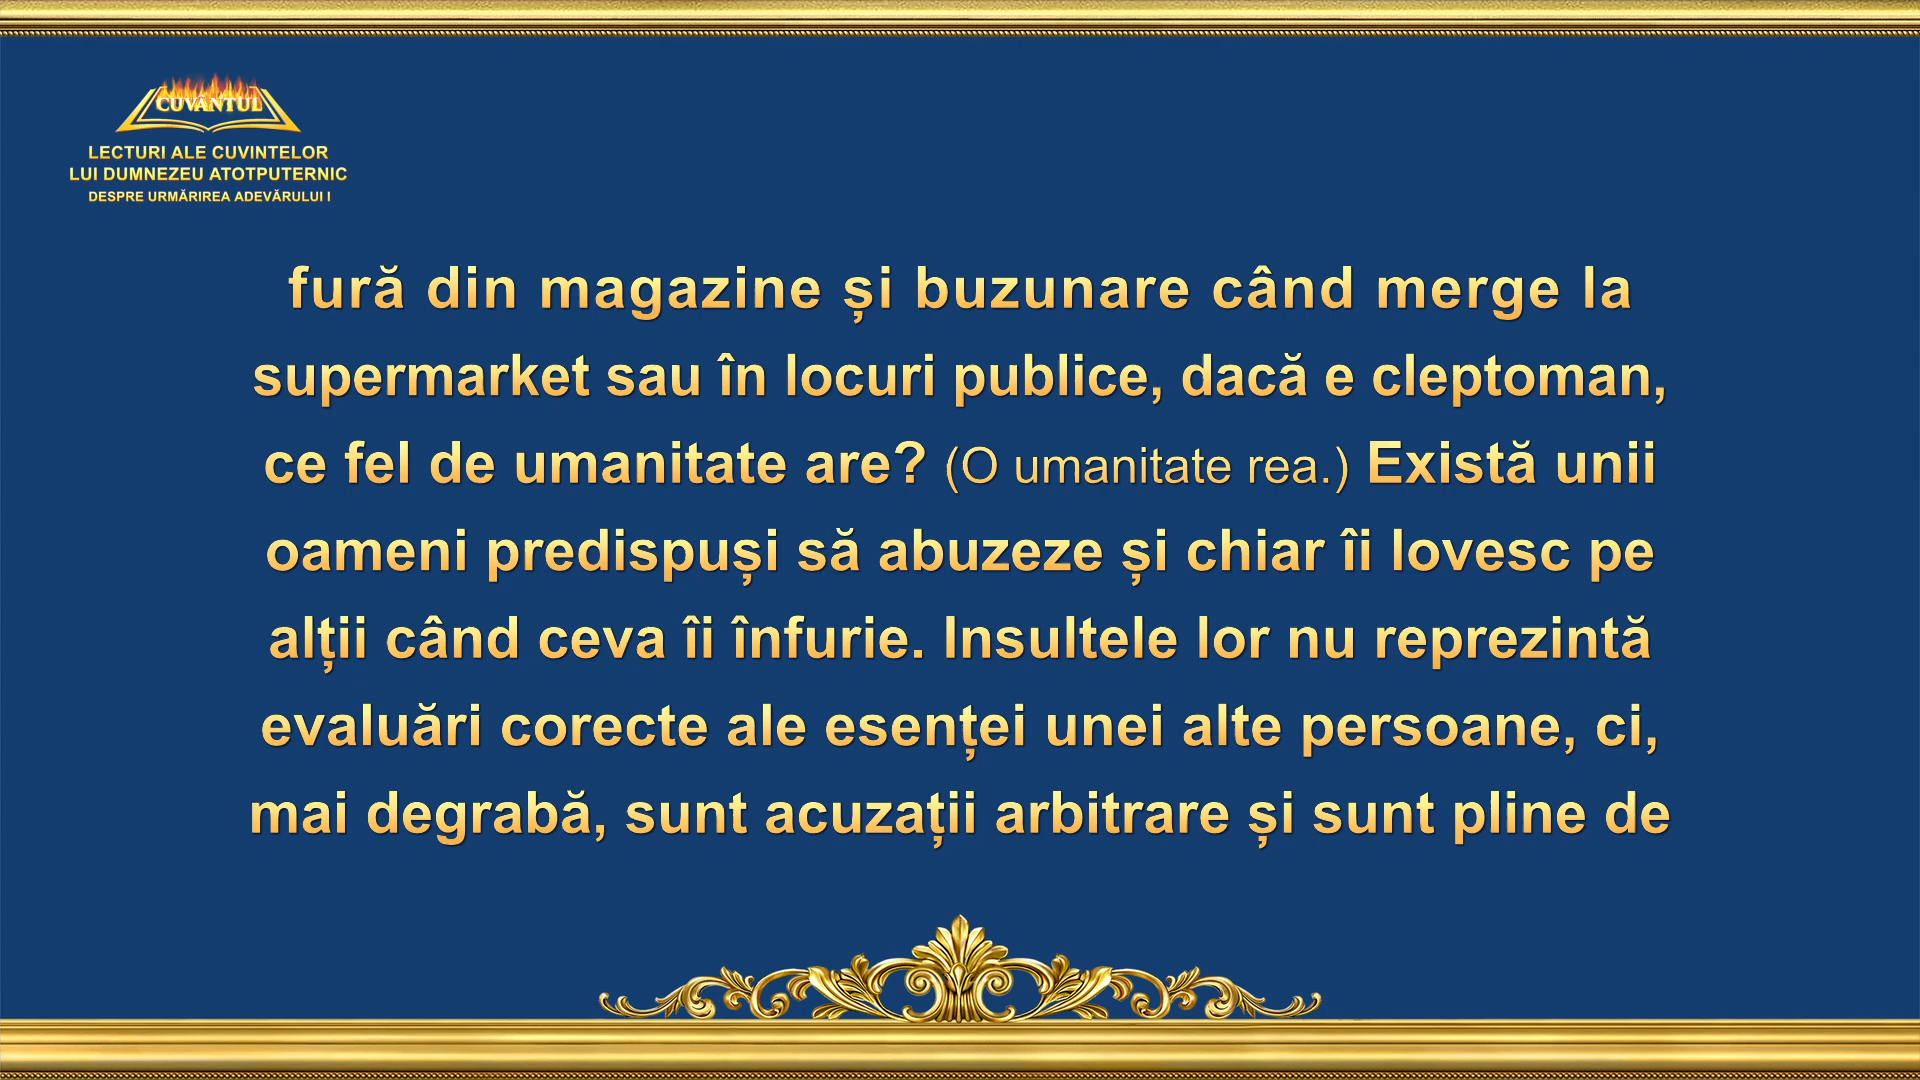 CUVÂNTUL
LECTURI ALE CUVINTELOR
LUI DUMNEZEU ATOTPUTERNIC
DESPRE URMĂRIREA ADEVĂRULUI I
fură din magazine și buzunare când merge la
supermarket sau în locuri publice, dacă e cleptoman,
ce fel de umanitate are? (O umanitate rea.) Există unii
oameni predispuși să abuzeze și chiar îi lovesc pe
alții când ceva îi înfurie. Insultele lor nu reprezintă
evaluări corecte ale esenței unei alte persoane, ci,
mai degrabă, sunt acuzații arbitrare și sunt pline de